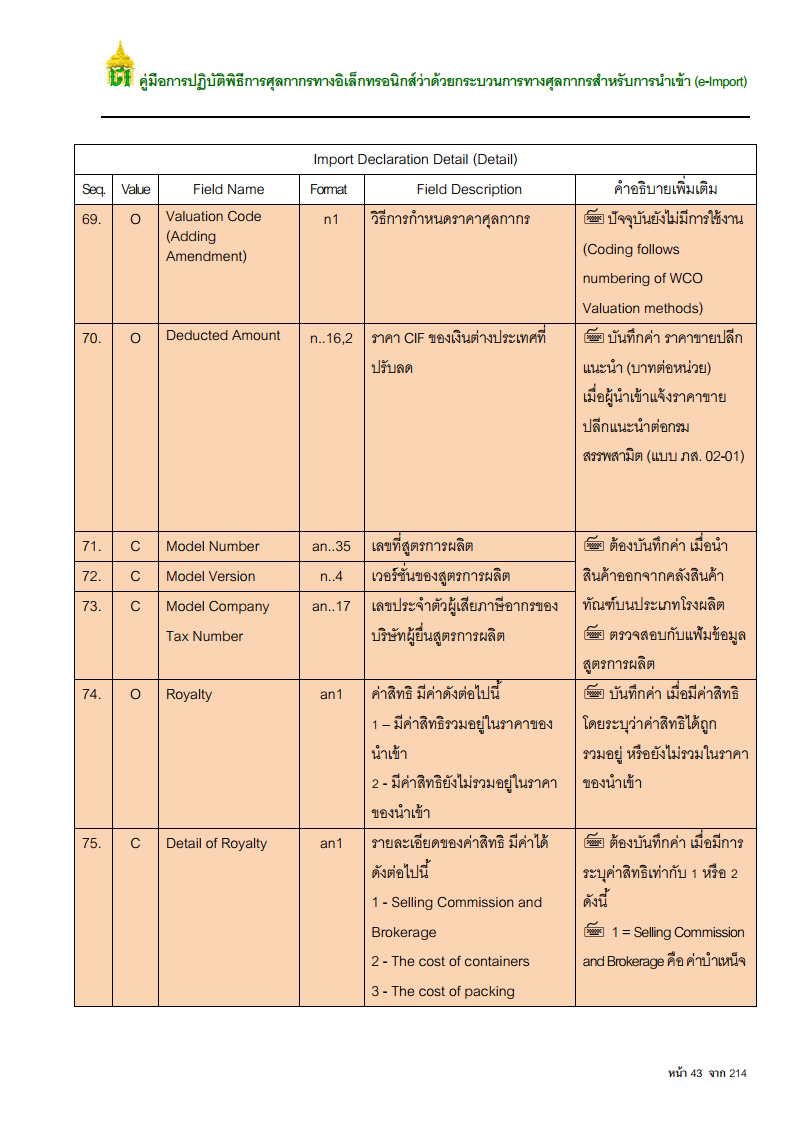 คู่มือการปฏิบัติพิธีการศุลกากรทางอิเล็กทรอนิกส์ว่าด้วยกระบวนการทางศุลกากรสำหรับการนำเข้า (e-Import)
Import Declaration Detail (Detail)
Seq. Value Field Name Format Field Description คำอธิบายเพิ่มเติม
69. O Valuation Code n1 วิธีการกำหนดราคาศุลกากร ปัจจุบันยังไม่มีการใช้งาน
(Adding
Amendment)
(Coding follows
numbering of WCO
Valuation methods)
70. O Deducted Amount n..16,2 ราคา CIF ของเงินต่างประเทศที่ บันทึกค่า ราคาขายปลีก
ปรับลด แนะนำ (บาทต่อหน่วย)
เมื่อผู้นำเข้าแจ้งราคาขาย
ปลีกแนะนำต่อกรม
สรรพสามิต (แบบ ภส. 02-01)
71. C Model Number an..35 เลขที่สูตรการผลิต ต้องบันทึกค่า เมื่อนำ
72. C Model Version n..4 เวอร์ชั่นของสูตรการผลิต สินค้าออกจากคลังสินค้า
73. C Model Company an..17 เลขประจำตัวผู้เสียภาษีอากรของ ทัณฑ์บนประเภทโรงผลิต
Tax Number บริษัทผู้ยื่นสูตรการผลิต ตรวจสอบกับแฟ้มข้อมูล
สูตรการผลิต
74. O Royalty an1 ค่าสิทธิ มีค่าดังต่อไปนี้ บันทึกค่า เมื่อมีค่าสิทธิ
1 – มีค่าสิทธิรวมอยู่ในราคาของ โดยระบุว่าค่าสิทธิได้ถูก
นำเข้า รวมอยู่ หรือยังไม่รวมในราคา
2 - มีค่าสิทธิยังไม่รวมอยู่ในราคา ของนำเข้า
ของนำเข้า
75. C Detail of Royalty an1 รายละเอียดของค่าสิทธิ มีค่าได้ ต้องบันทึกค่า เมื่อมีการ
ดังต่อไปนี้ ระบุค่าสิทธิเท่ากับ 1 หรือ 2
1 - Selling Commission and ดังนี้
Brokerage 1 = Selling Commission
2 - The cost of containers and Brokerage คือ ค่าบำเหน็จ
3 - The cost of packing
หน้า 43 จาก 214